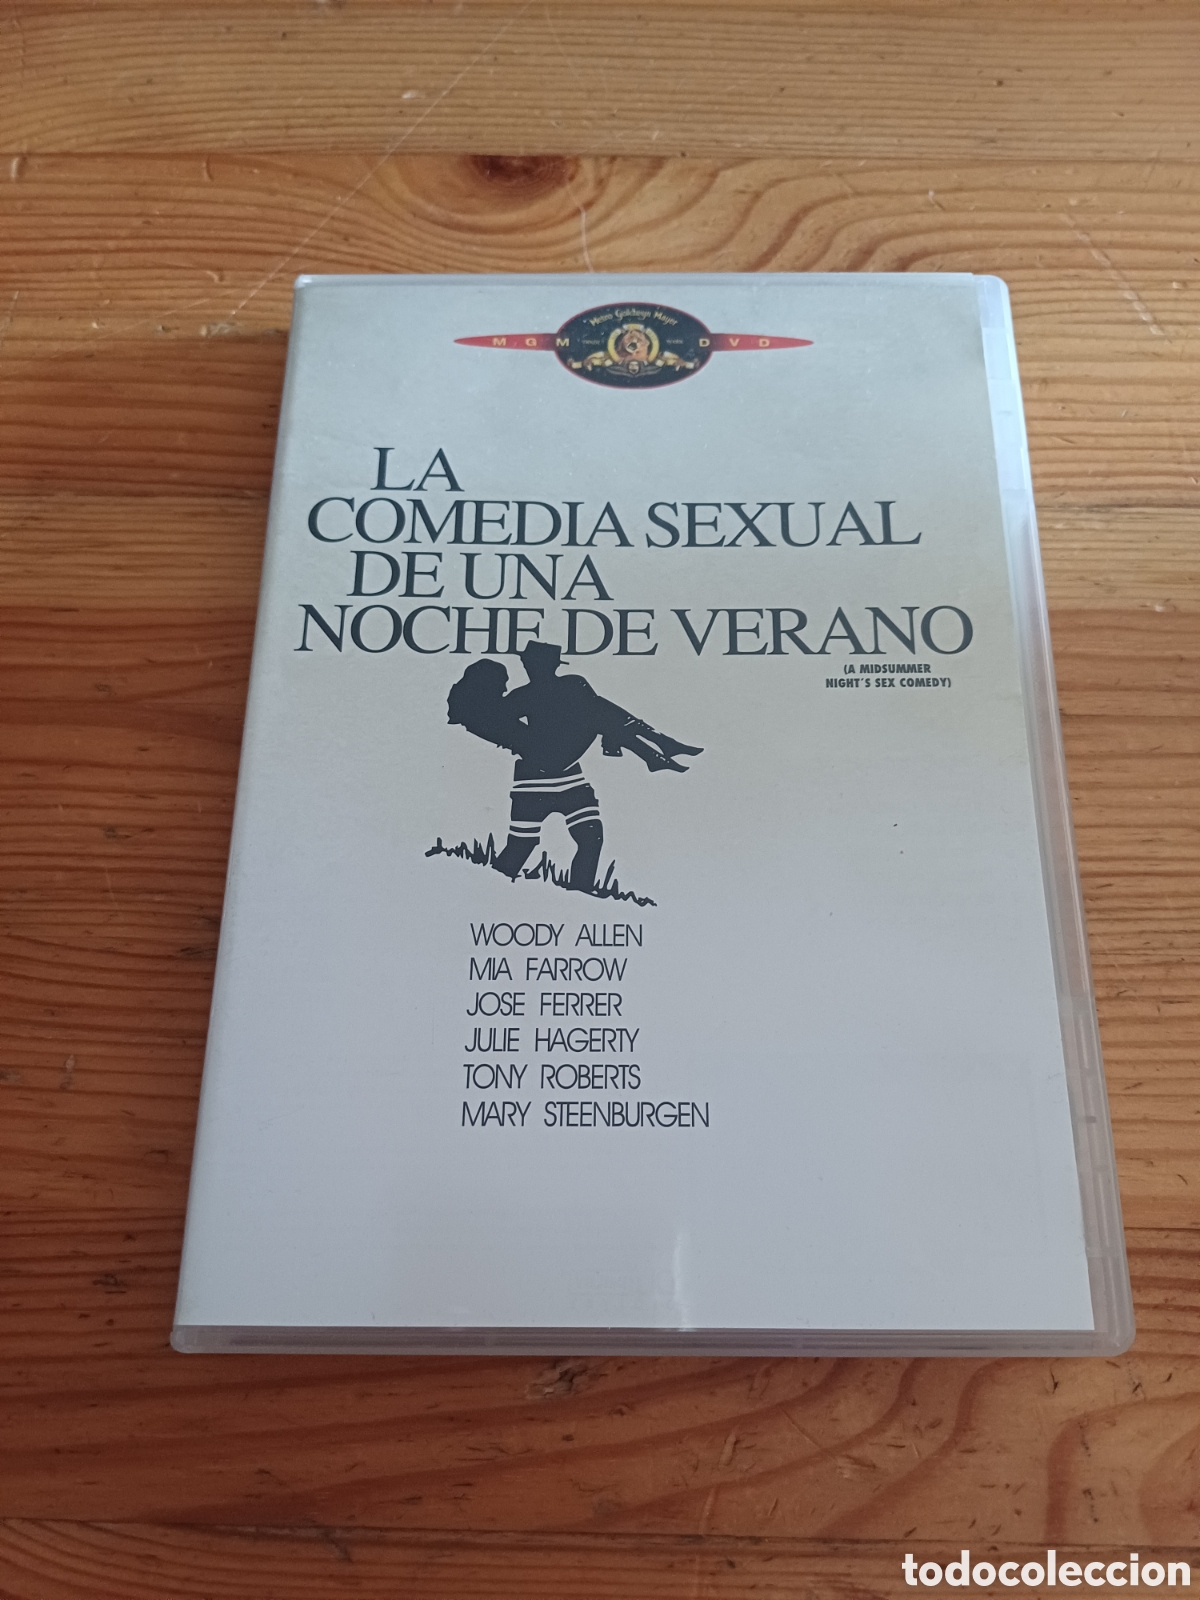 Metro Goldwyn Mayer
MGM DVD
LA
COMEDIA SEXUAL
DE UNA
NOCHE DE VERANO
(A MIDSUMMER
NIGHT'S SEX COMEDY)
WOODY ALLEN
MIA FARROW
JOSE FERRER
JULIE HAGERTY
TONY ROBERTS
MARY STEENBURGEN
todocoleccion